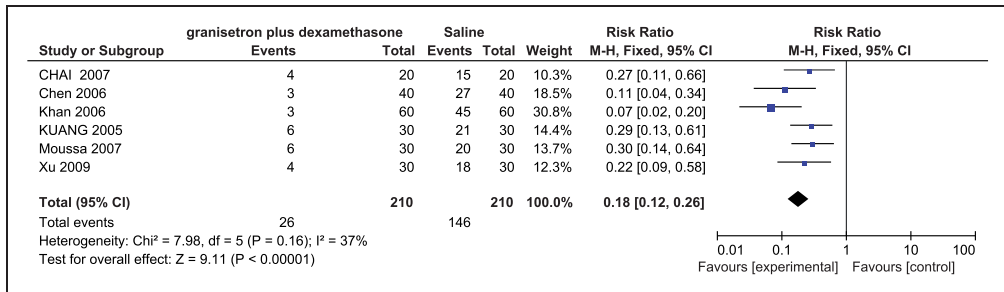 granisetron plus dexamethasone Saline Risk Ratio Risk Ratio
Study or Subgroup Events Total Events Total Weight M-H, Fixed, 95% CI M-H, Fixed, 95% CI
CHAI 2007 4 20 15 20 10.3% 0.27 [0.11, 0.66]
Chen 2006 3 40 27 40 18.5% 0.11 [0.04, 0.34]
Khan 2006 3 60 45 60 30.8% 0.07 [0.02, 0.20]
KUANG 2005 6 30 21 30 14.4% 0.29 [0.13, 0.61]
Moussa 2007 6 30 20 30 13.7% 0.30 [0.14, 0.64]
Xu 2009 4 30 18 30 12.3% 0.22 [0.09, 0.58]
Total (95% CI) 210 210 100.0% 0.18 [0.12, 0.26]
Total events 26 146
Heterogeneity: Chi² = 7.98, df = 5 (P = 0.16); I² = 37%
Test for overall effect: Z = 9.11 (P < 0.00001)
0.01 0.1 1 10 100
Favours [experimental] Favours [control]